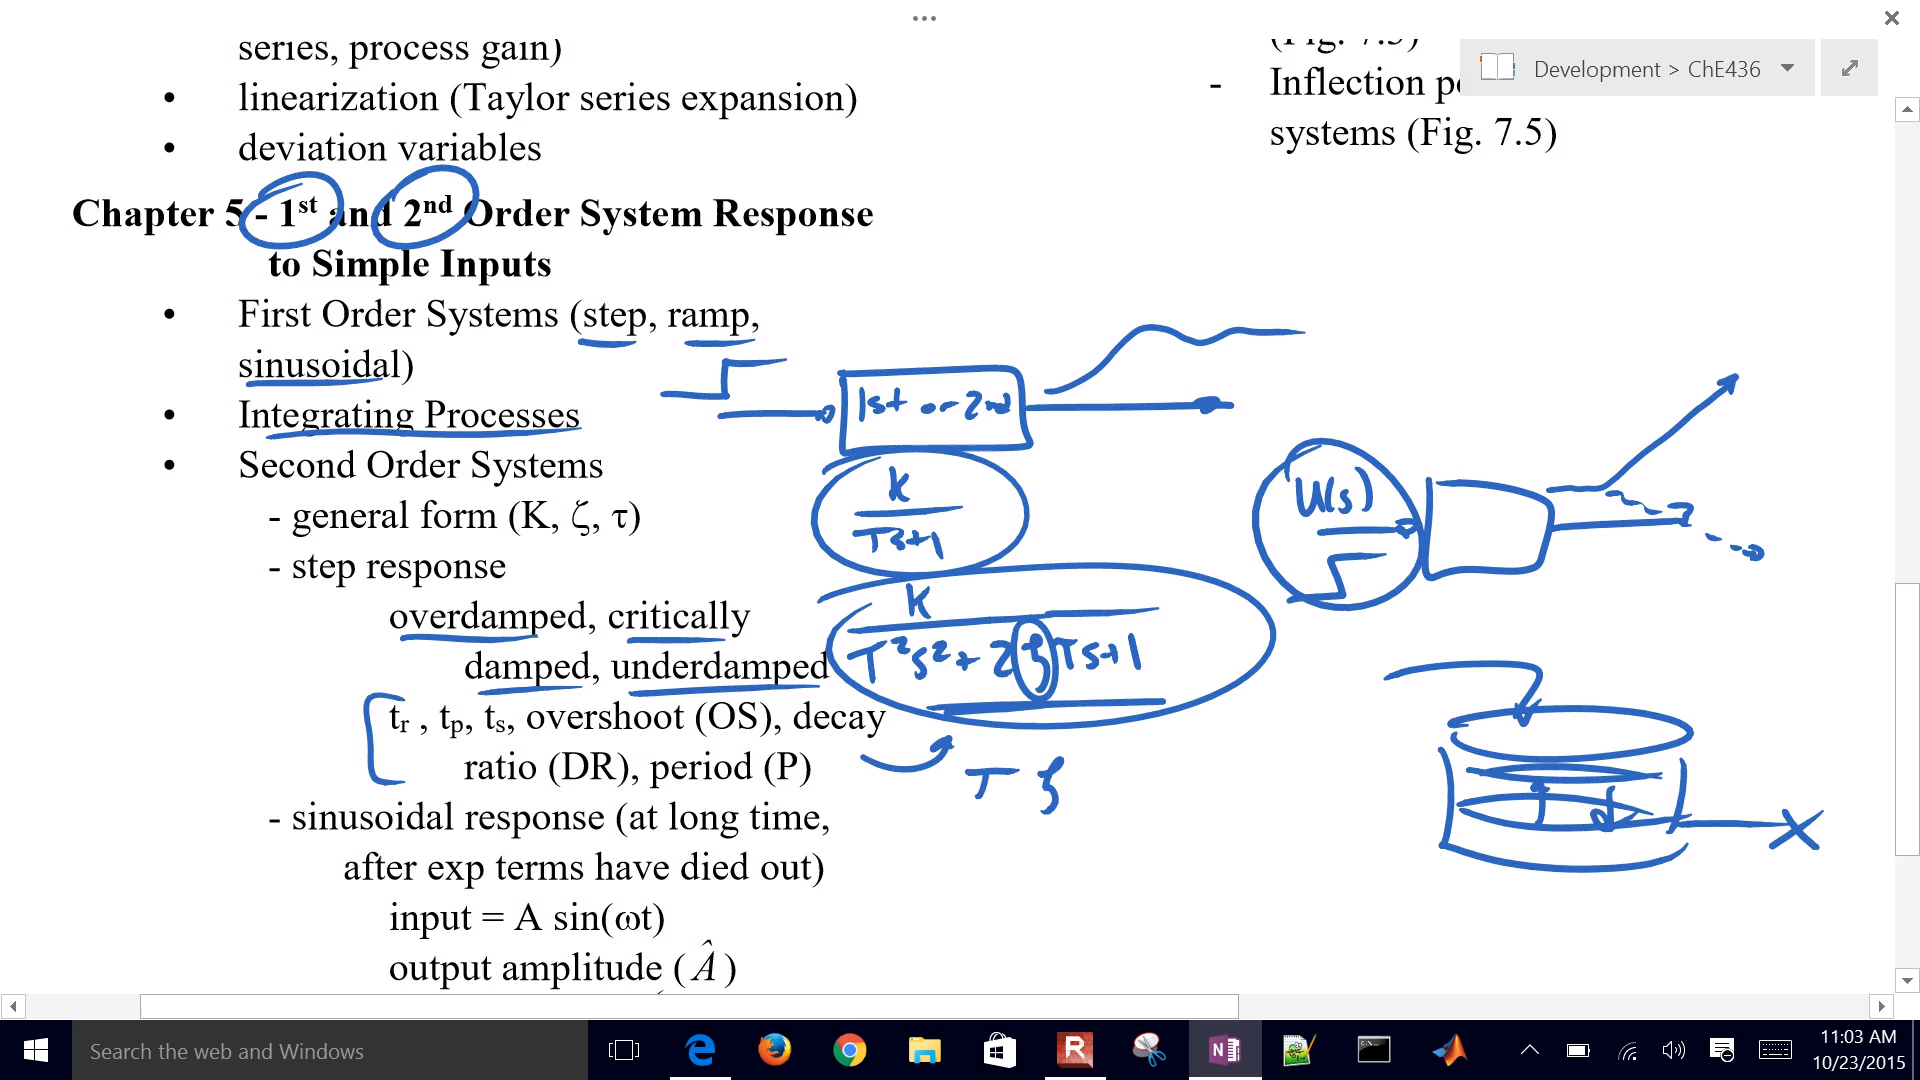 series, process gain)
• linearization (Taylor series expansion)
• deviation variables
Chapter 5 - 1st and 2nd Order System Response
to Simple Inputs
• First Order Systems (step, ramp,
sinusoidal)
• Integrating Processes
• Second Order Systems
- general form (K, ζ, τ)
- step response
overdamped, critically
damped, underdamped
tr , tp, ts, overshoot (OS), decay
ratio (DR), period (P)
- sinusoidal response (at long time,
after exp terms have died out)
input = A sin(ωt)
output amplitude (Â)
(Fig. 7.5)
- Inflection
systems (Fig. 7.5)
Development > ChE436
1st or 2nd
K
τs+1
K
τ²s²+2ζτs+1
τ ζ
U(s)
Search the web and Windows
11:03 AM
10/23/2015